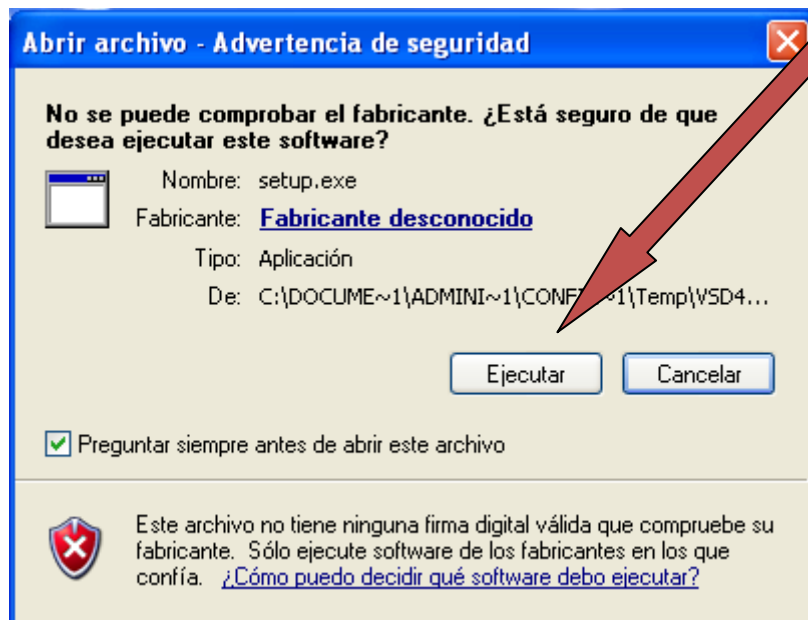 Abrir archivo - Advertencia de seguridad
No se puede comprobar el fabricante. ¿Está seguro de que
desea ejecutar este software?
Nombre: setup.exe
Fabricante: Fabricante desconocido
Tipo: Aplicación
De: C:\DOCUME~1\ADMINI~1\CONF ~1\Temp\VSD4...
Ejecutar Cancelar
Preguntar siempre antes de abrir este archivo
Este archivo no tiene ninguna firma digital válida que compruebe su
fabricante. Sólo ejecute software de los fabricantes en los que
confía. ¿Cómo puedo decidir qué software debo ejecutar?